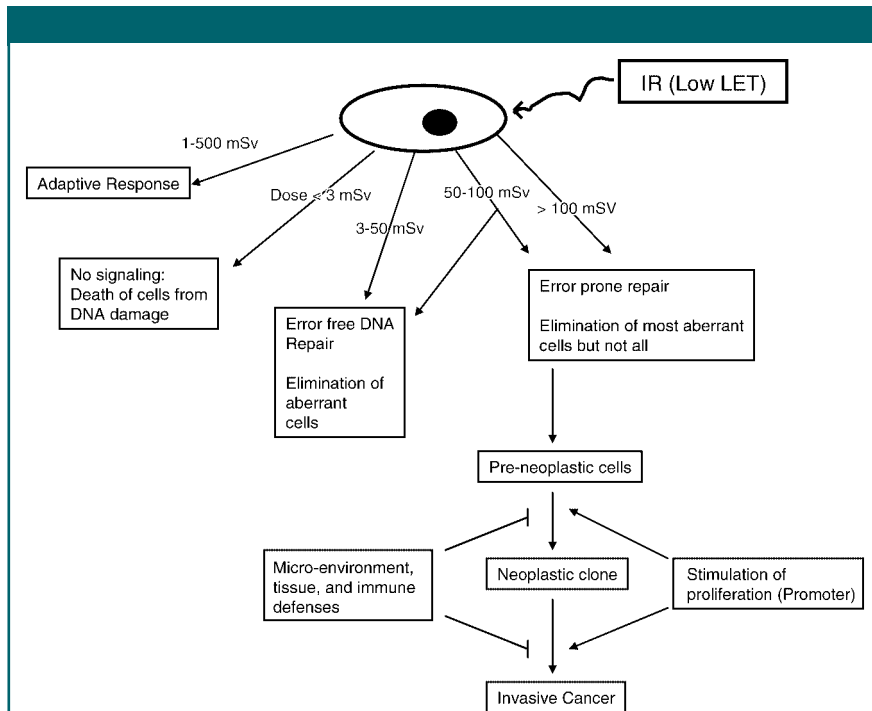 IR (Low LET)
1-500 mSv
Adaptive Response
Dose < 3 mSv
50-100 mSv
> 100 mSV
3-50 mSv
No signaling:
Death of cells from
DNA damage
Error free DNA
Repair
Elimination of
aberrant
cells
Error prone repair
Elimination of most aberrant
cells but not all
Pre-neoplastic cells
Micro-environment,
tissue, and immune
defenses
Neoplastic clone
Stimulation of
proliferation (Promoter)
Invasive Cancer